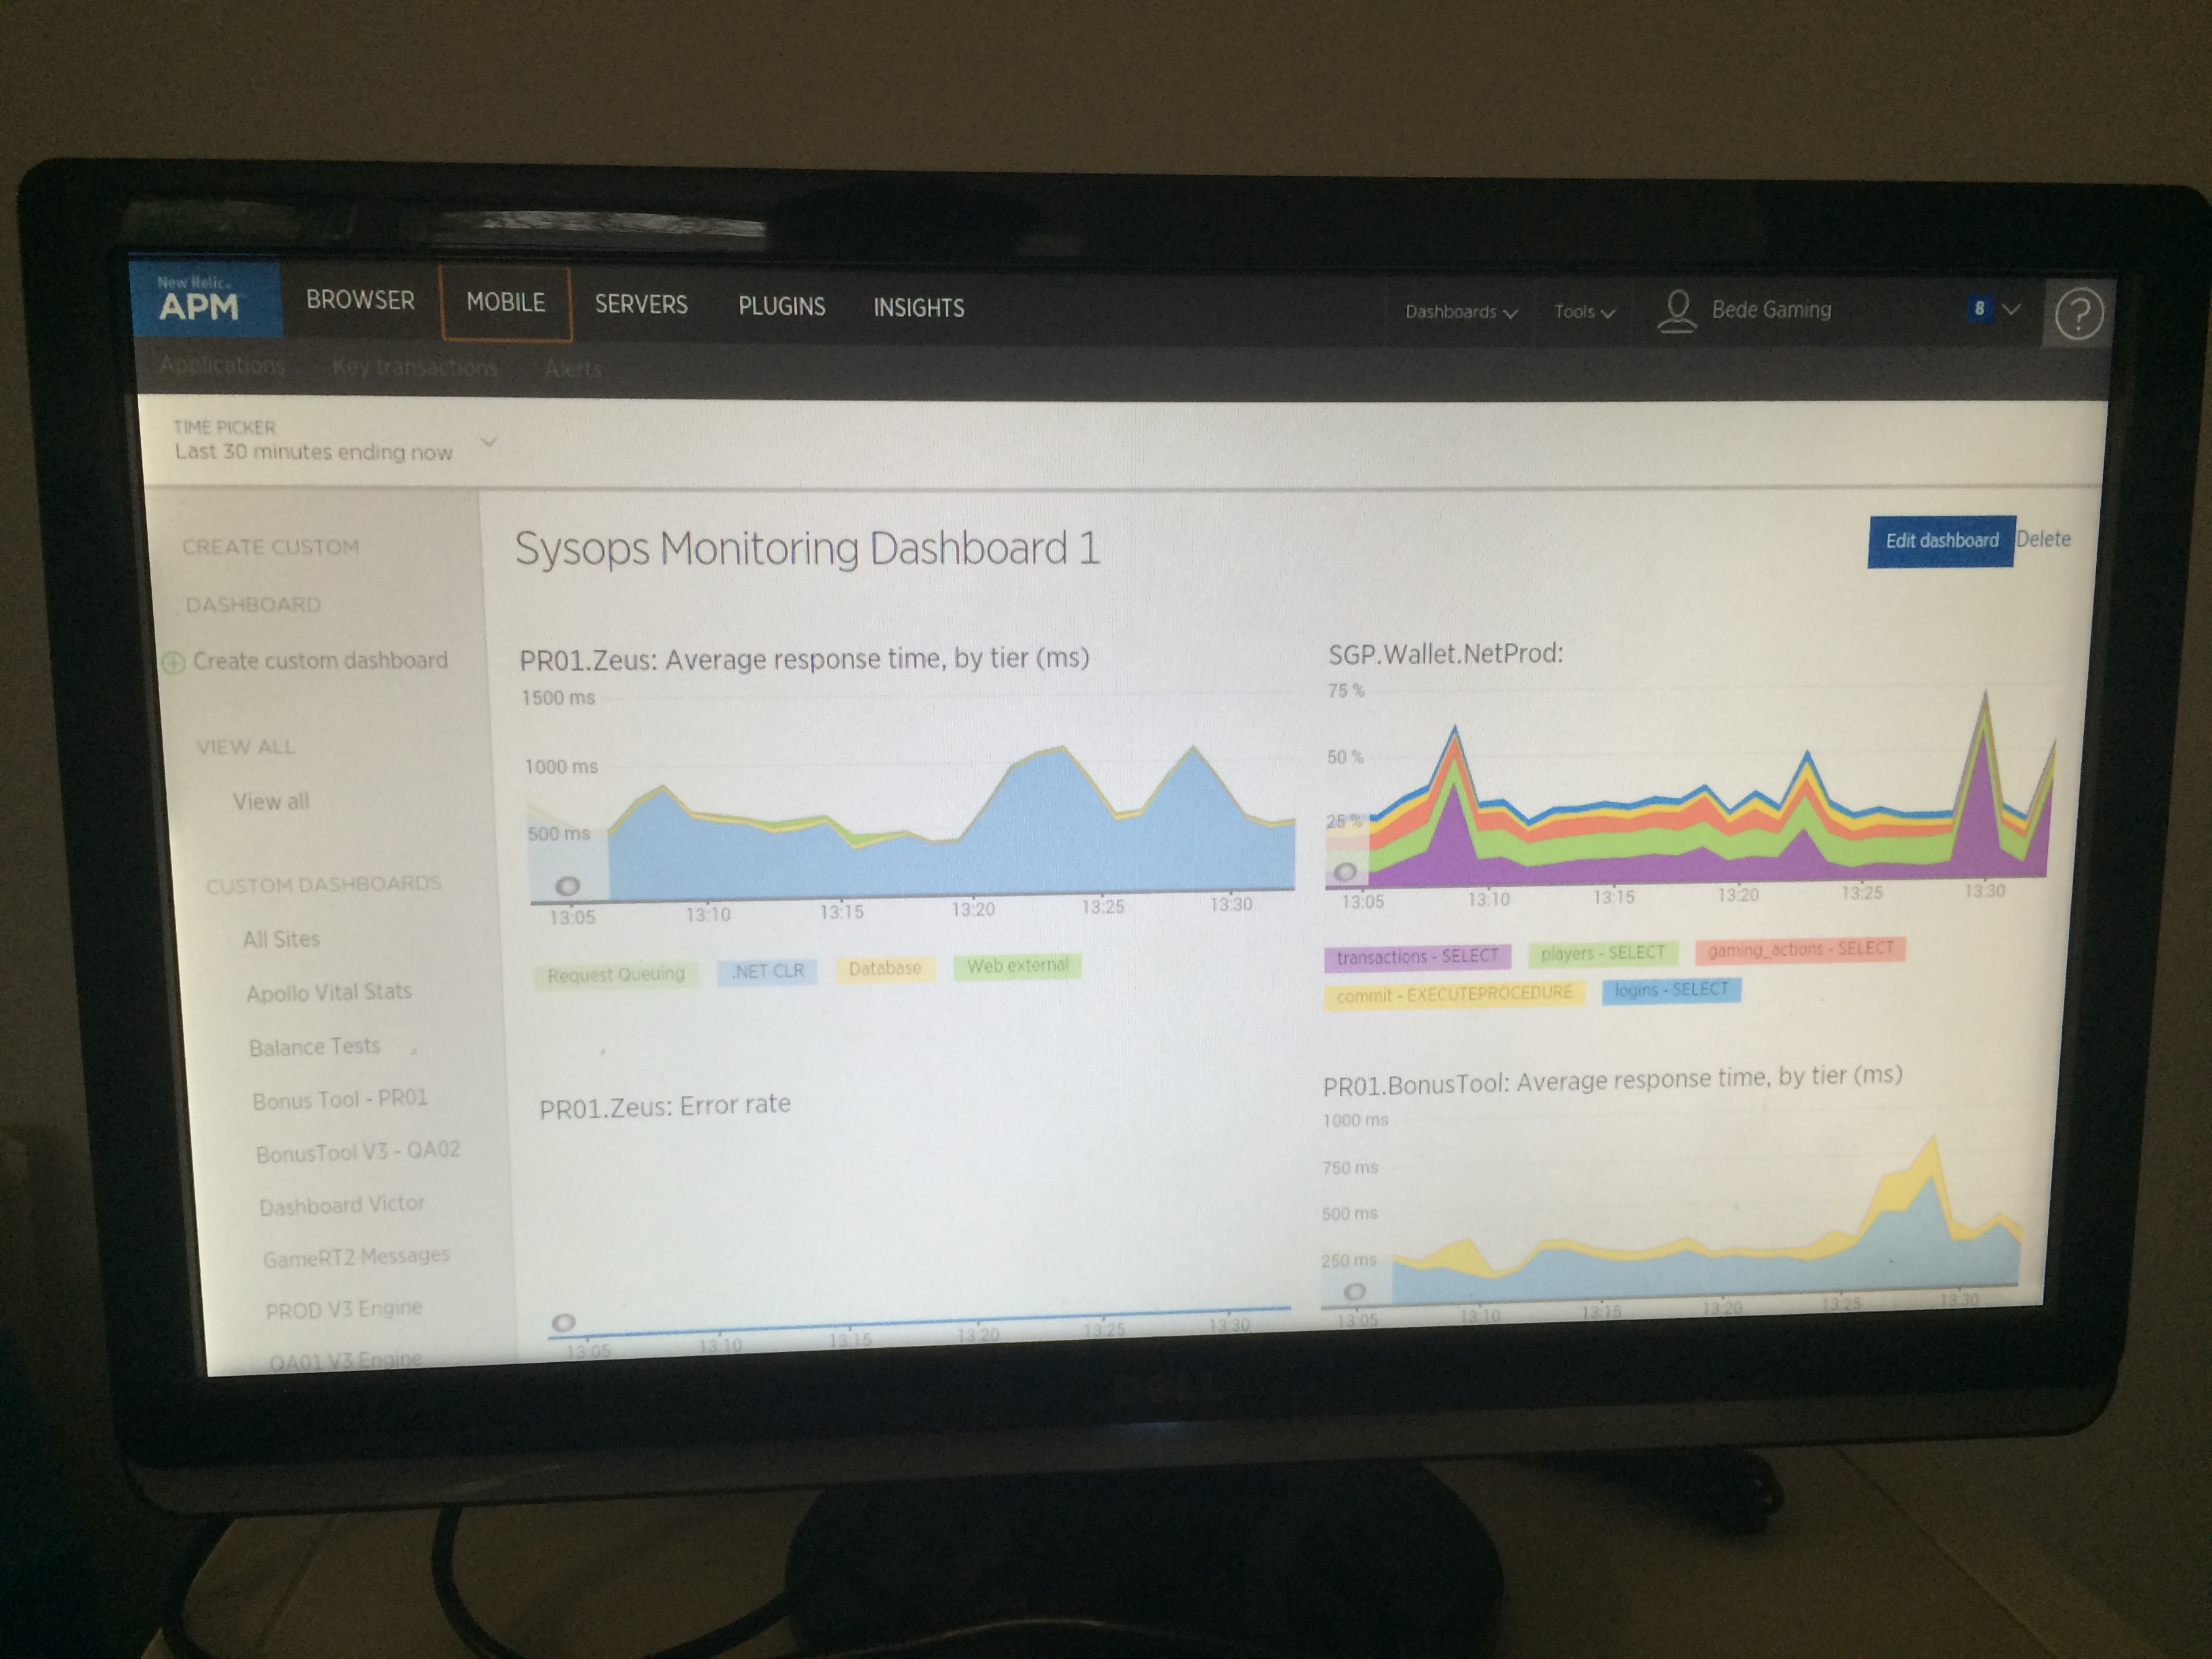 New Relic.
APM
BROWSER
MOBILE
SERVERS
PLUGINS
INSIGHTS
Dashboards
Tools
Bede Gaming
8
?
Applications
Key transactions
Alerts
TIME PICKER
Last 30 minutes ending now
CREATE CUSTOM
DASHBOARD
Create custom dashboard
VIEW ALL
View all
CUSTOM DASHBOARDS
All Sites
Apollo Vital Stats
Balance Tests
Bonus Tool - PR01
BonusTool V3 - QA02
Dashboard Victor
GameRT2 Messages
PROD V3 Engine
QA01 V3 Engine
Sysops Monitoring Dashboard 1
Edit dashboard
Delete
PR01.Zeus: Average response time, by tier (ms)
1500 ms
1000 ms
500 ms
13:05 13:10 13:15 13:20 13:25 13:30
Request Queuing .NET CLR Database Web external
SGP.Wallet.NetProd:
75 %
50 %
25 %
13:05 13:10 13:15 13:20 13:25 13:30
transactions - SELECT players - SELECT gaming_actions - SELECT
commit - EXECUTEPROCEDURE logins - SELECT
PR01.Zeus: Error rate
13:05 13:10 13:15 13:20 13:25 13:30
PR01.BonusTool: Average response time, by tier (ms)
1000 ms
750 ms
500 ms
250 ms
13:05 13:10 13:15 13:20 13:25 13:30
DELL